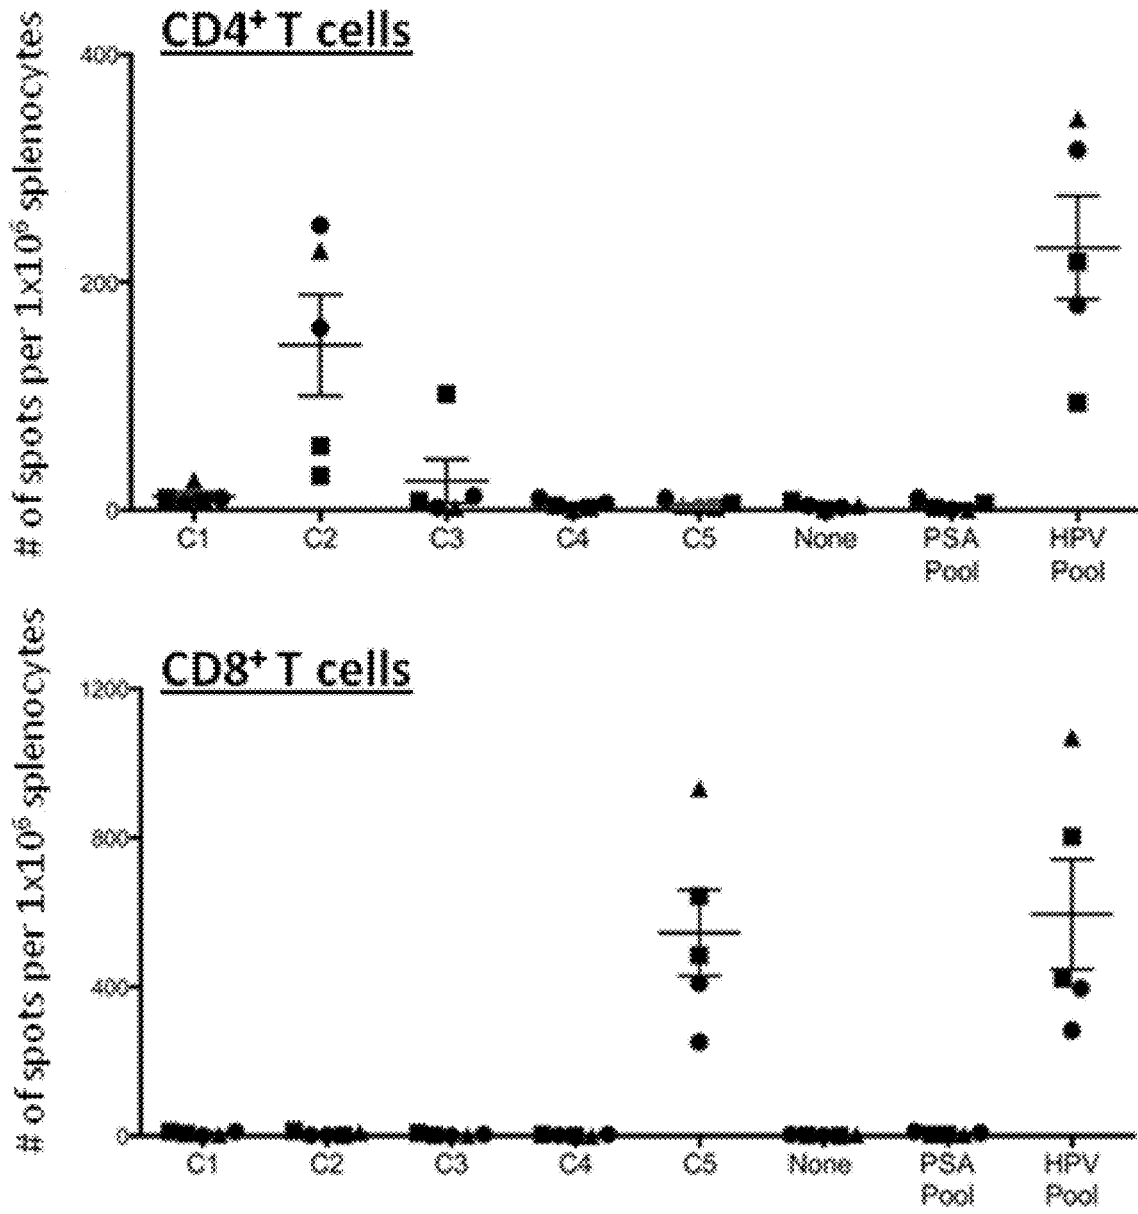 CD4⁺ T cells
# of spots per 1x10⁶ splenocytes
400
200
0
C1 C2 C3 C4 C5 None PSA Pool HPV Pool
CD8⁺ T cells
# of spots per 1x10⁶ splenocytes
1200
800
400
0
C1 C2 C3 C4 C5 None PSA Pool HPV Pool